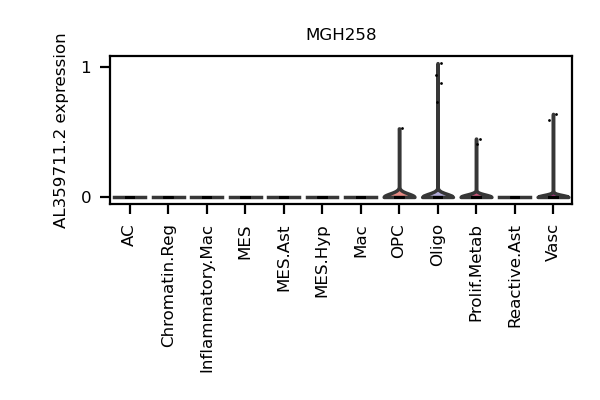 MGH258
AL359711.2 expression
1
0
AC
Chromatin.Reg
Inflammatory.Mac
MES
MES.Ast
MES.Hyp
Mac
OPC
Oligo
Prolif.Metab
Reactive.Ast
Vasc